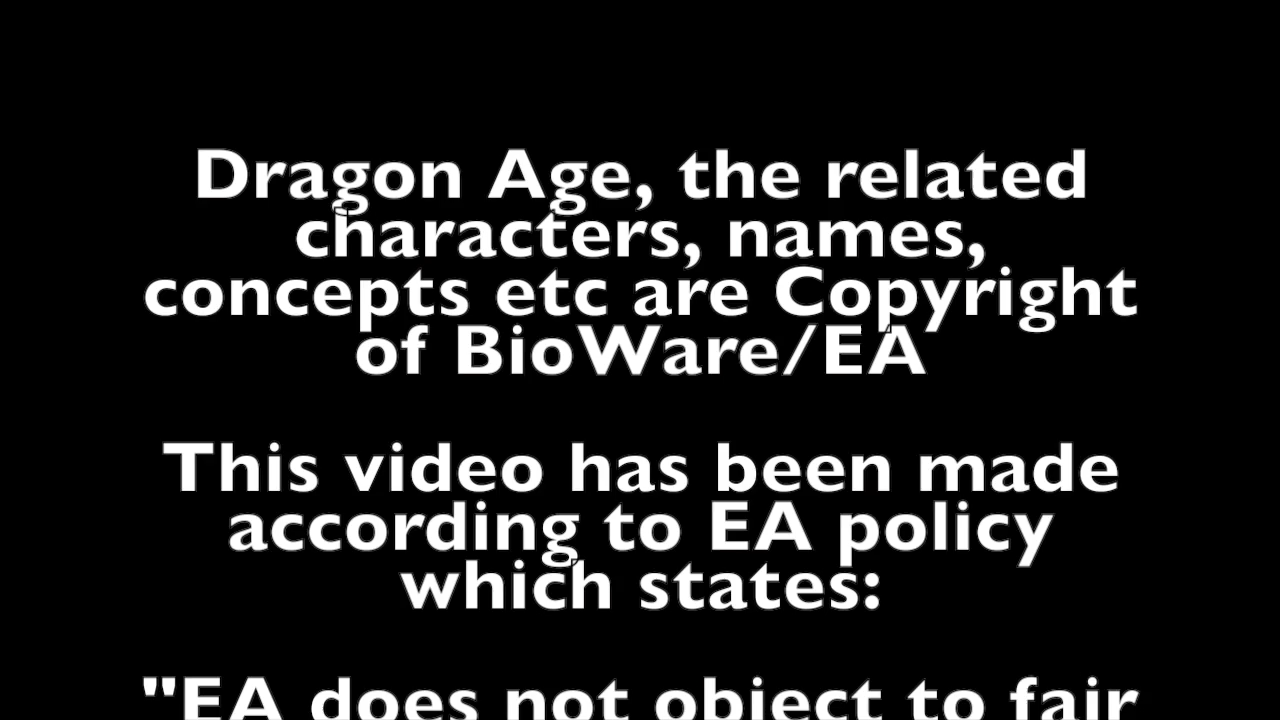 Dragon Age, the related
characters, names,
concepts etc are Copyright
of BioWare/EA
This video has been made
according to EA policy
which states:
"EA does not object to fair